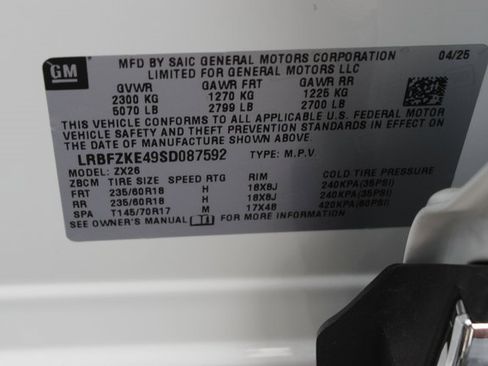 GM
MFD BY SAIC GENERAL MOTORS CORPORATION 04/25
LIMITED FOR GENERAL MOTORS LLC
GVWR GAWR FRT GAWR RR
2300 KG 1270 KG 1225 KG
5070 LB 2799 LB 2700 LB
THIS VEHICLE CONFORMS TO ALL APPLICABLE U.S. FEDERAL MOTOR
VEHICLE SAFETY AND THEFT PREVENTION STANDARDS IN EFFECT ON
THE DATE OF MANUFACTURE SHOWN ABOVE.
LRBFZKE49SD087592 TYPE: M.P.V.
MODEL: ZX26
ZBCM TIRE SIZE SPEED RTG RIM COLD TIRE PRESSURE
FRT 235/60R18 H 18X8J 240KPA(35PSI)
RR 235/60R18 H 18X8J 240KPA(35PSI)
SPA T145/70R17 M 17X4B 420KPA(60PSI)
SEE OWNER'S MANUAL